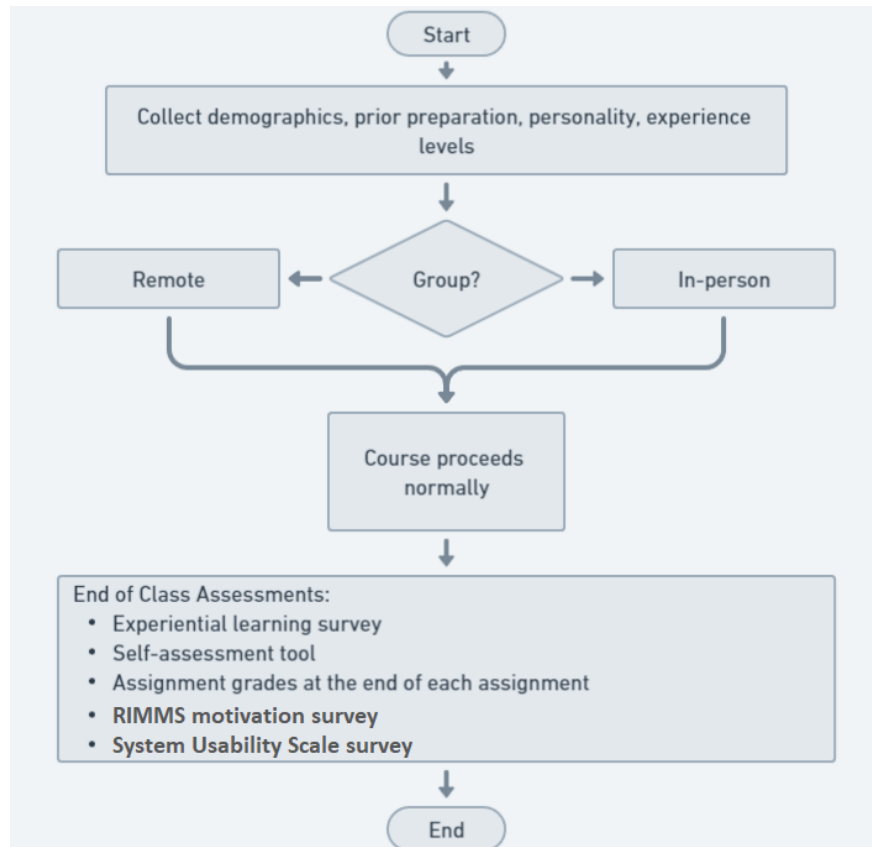 Start
Collect demographics, prior preparation, personality, experience
levels
Remote
Group?
In-person
Course proceeds
normally
End of Class Assessments:
• Experiential learning survey
• Self-assessment tool
• Assignment grades at the end of each assignment
• RIMMS motivation survey
• System Usability Scale survey
End